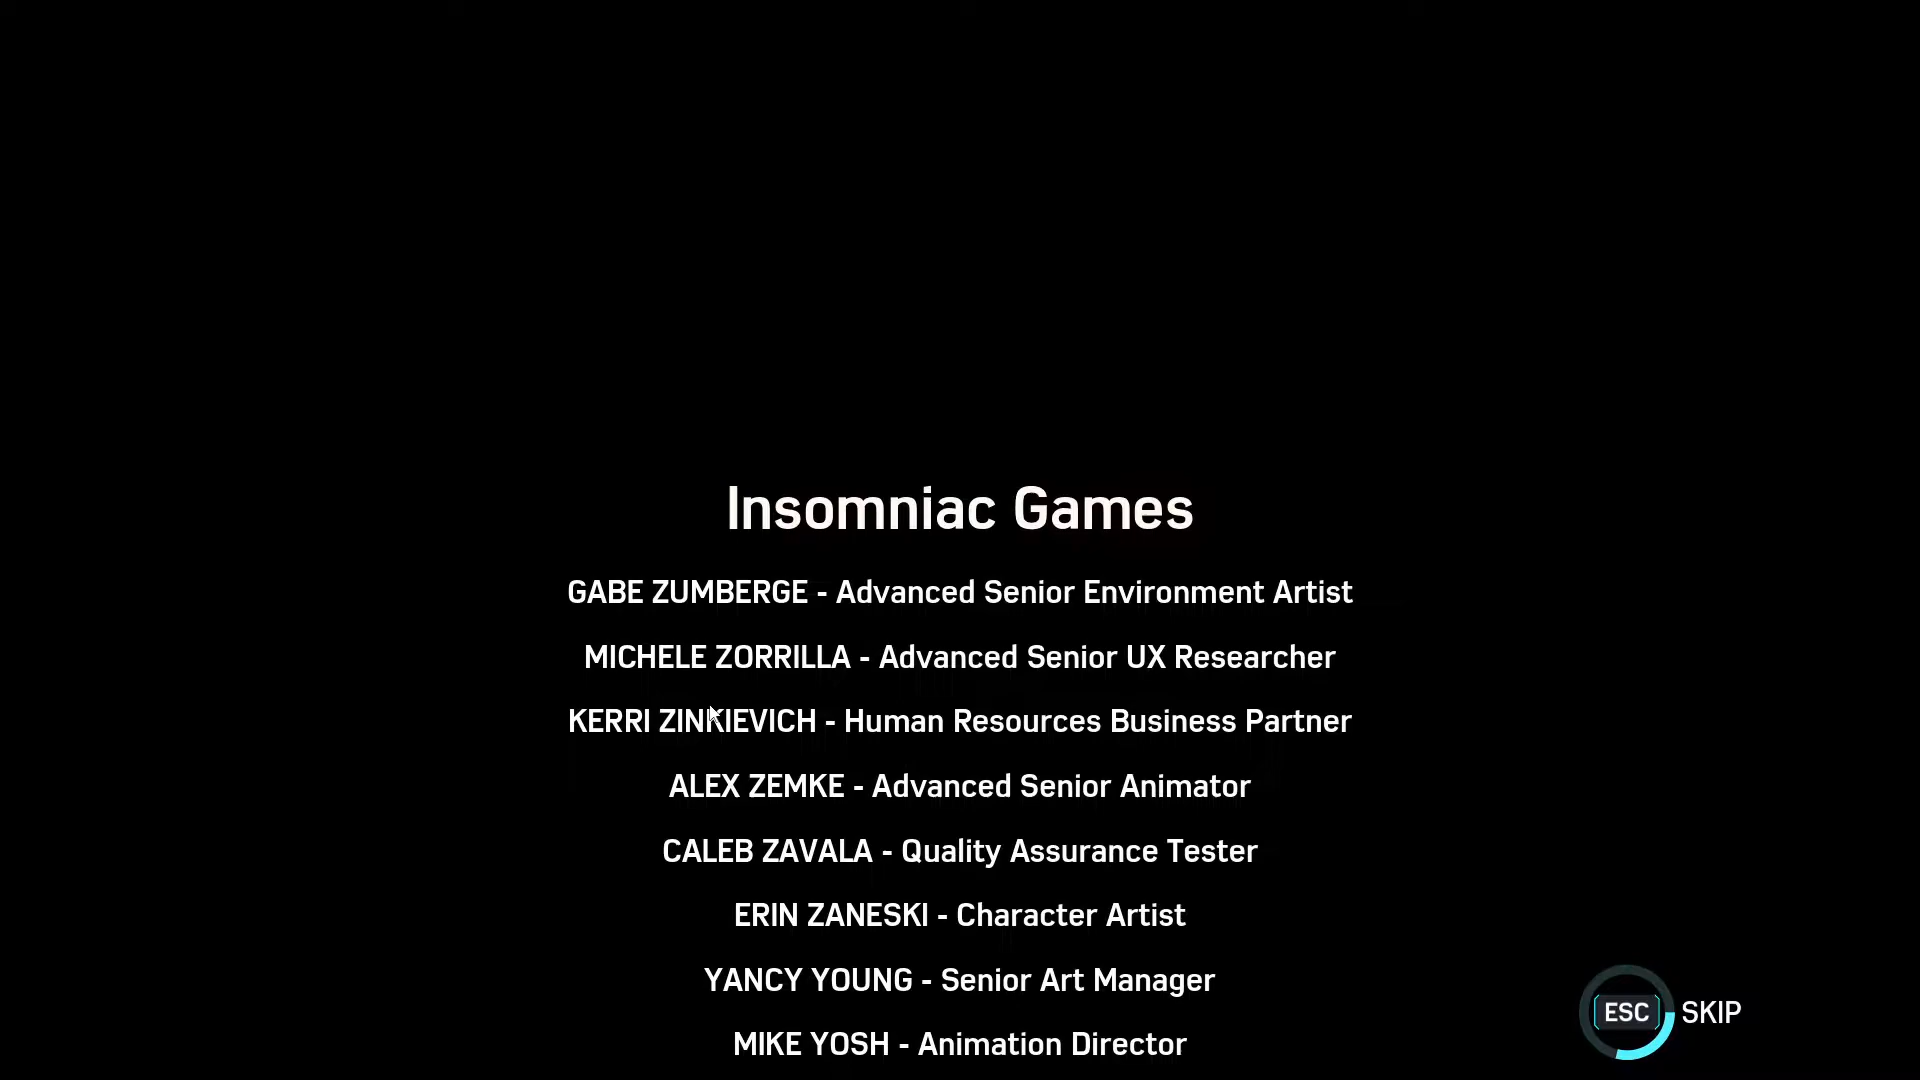 Insomniac Games
GABE ZUMBERGE - Advanced Senior Environment Artist
MICHELE ZORRILLA - Advanced Senior UX Researcher
KERRI ZINKIEVICH - Human Resources Business Partner
ALEX ZEMKE - Advanced Senior Animator
CALEB ZAVALA - Quality Assurance Tester
ERIN ZANESKI - Character Artist
YANCY YOUNG - Senior Art Manager
MIKE YOSH - Animation Director
ESC SKIP